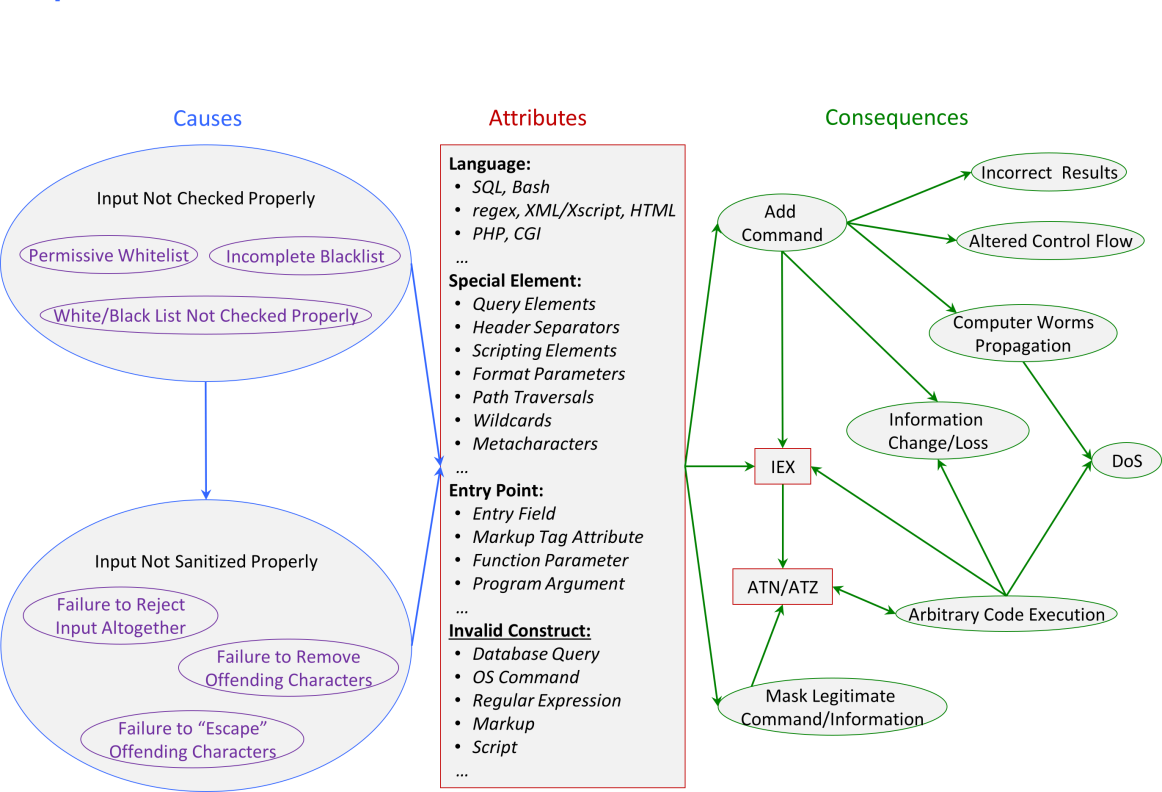 Causes
Attributes
Consequences
Input Not Checked Properly
Permissive Whitelist
Incomplete Blacklist
White/Black List Not Checked Properly
Input Not Sanitized Properly
Failure to Reject
Input Altogether
Failure to Remove
Offending Characters
Failure to “Escape”
Offending Characters
Language:
• SQL, Bash
• regex, XML/Xscript, HTML
• PHP, CGI
...
Special Element:
• Query Elements
• Header Separators
• Scripting Elements
• Format Parameters
• Path Traversals
• Wildcards
• Metacharacters
...
Entry Point:
• Entry Field
• Markup Tag Attribute
• Function Parameter
• Program Argument
...
Invalid Construct:
• Database Query
• OS Command
• Regular Expression
• Markup
• Script
...
Add
Command
Incorrect Results
Altered Control Flow
Computer Worms
Propagation
Information
Change/Loss
DoS
IEX
ATN/ATZ
Arbitrary Code Execution
Mask Legitimate
Command/Information